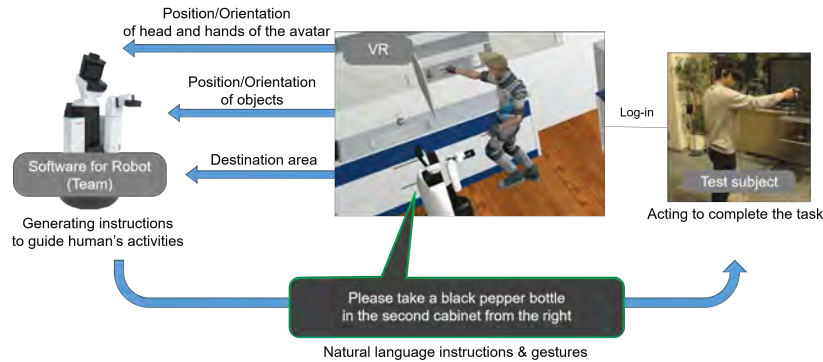 Position/Orientation
of head and hands of the avatar
VR
Position/Orientation
of objects
Log-in
Destination area
Software for Robot
(Team)
Test subject
Generating instructions
to guide human's activities
Acting to complete the task
Please take a black pepper bottle
in the second cabinet from the right
Natural language instructions & gestures